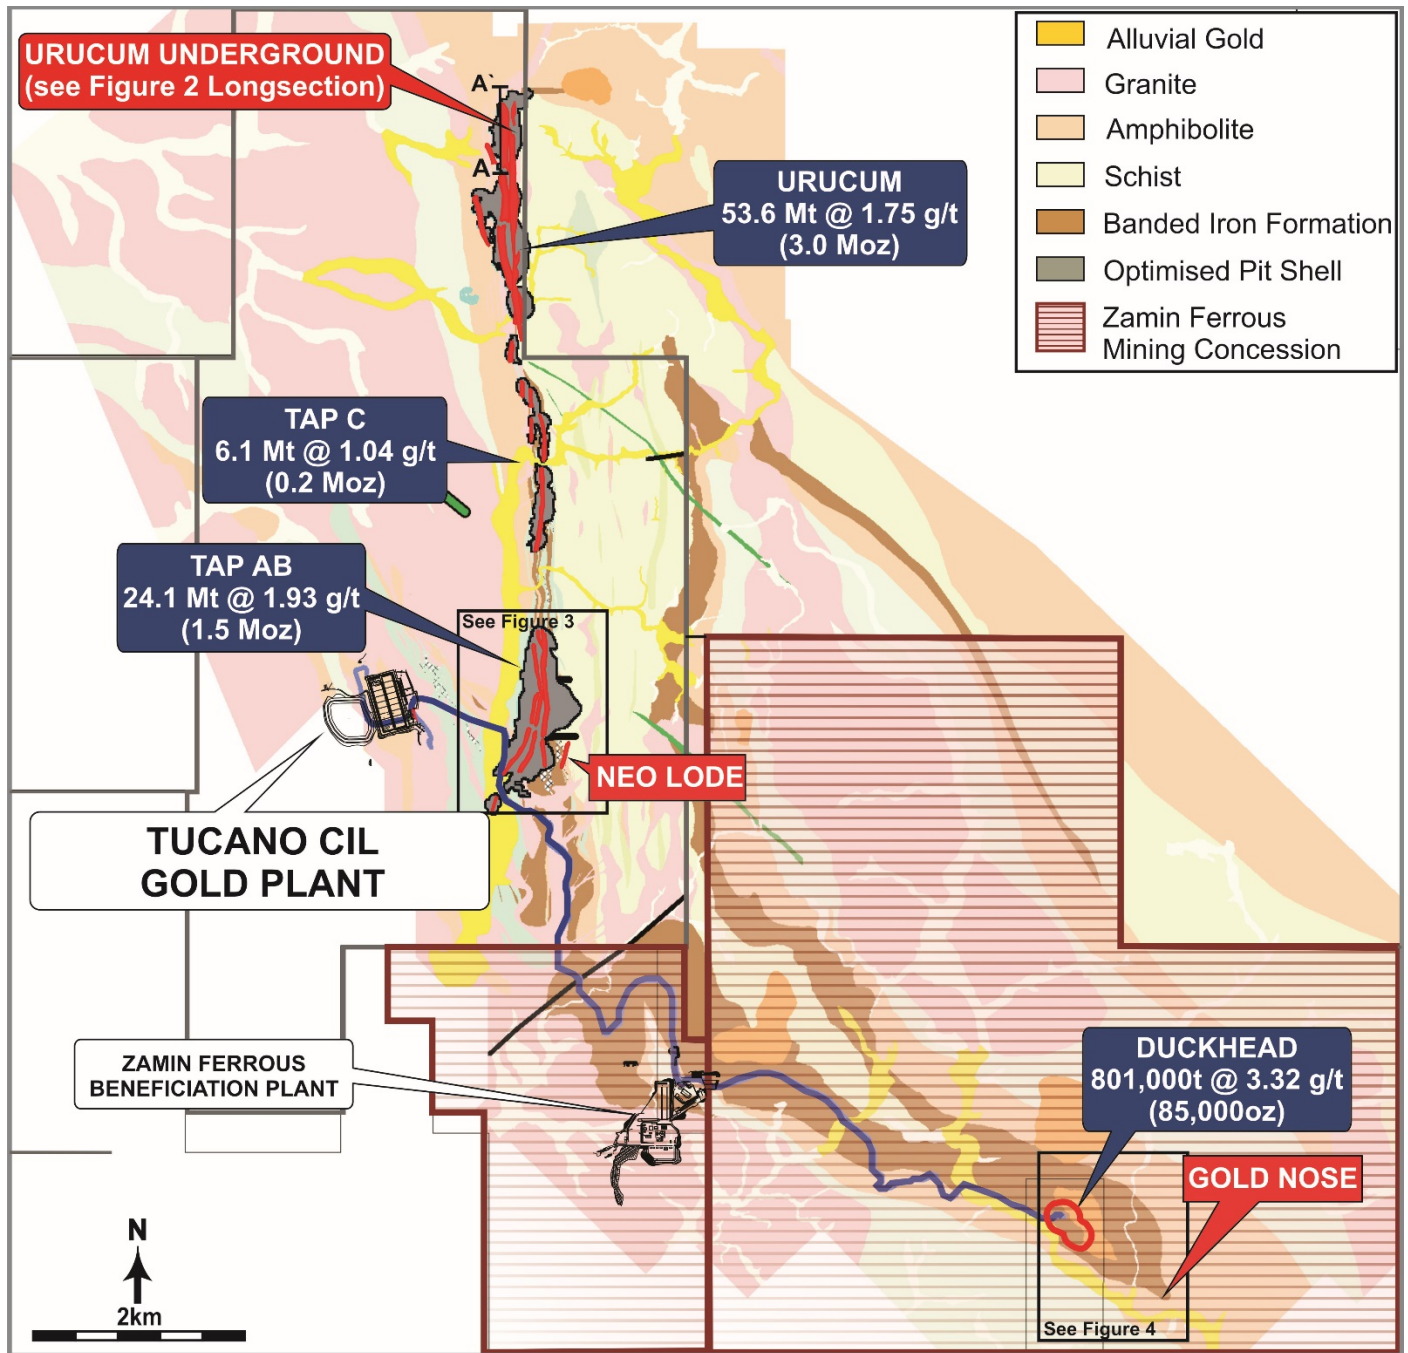 URUCUM UNDERGROUND
(see Figure 2 Longsection)
A`
A
URUCUM
53.6 Mt @ 1.75 g/t
(3.0 Moz)
Alluvial Gold
Granite
Amphibolite
Schist
Banded Iron Formation
Optimised Pit Shell
Zamin Ferrous
Mining Concession
TAP C
6.1 Mt @ 1.04 g/t
(0.2 Moz)
TAP AB
24.1 Mt @ 1.93 g/t
(1.5 Moz)
See Figure 3
NEO LODE
TUCANO CIL
GOLD PLANT
ZAMIN FERROUS
BENEFICIATION PLANT
DUCKHEAD
801,000t @ 3.32 g/t
(85,000oz)
GOLD NOSE
See Figure 4
N
2km